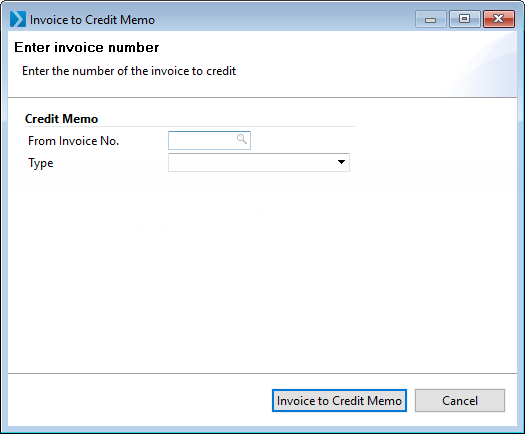 Invoice to Credit Memo
Enter invoice number
Enter the number of the invoice to credit
Credit Memo
From Invoice No.
Type
Invoice to Credit Memo Cancel